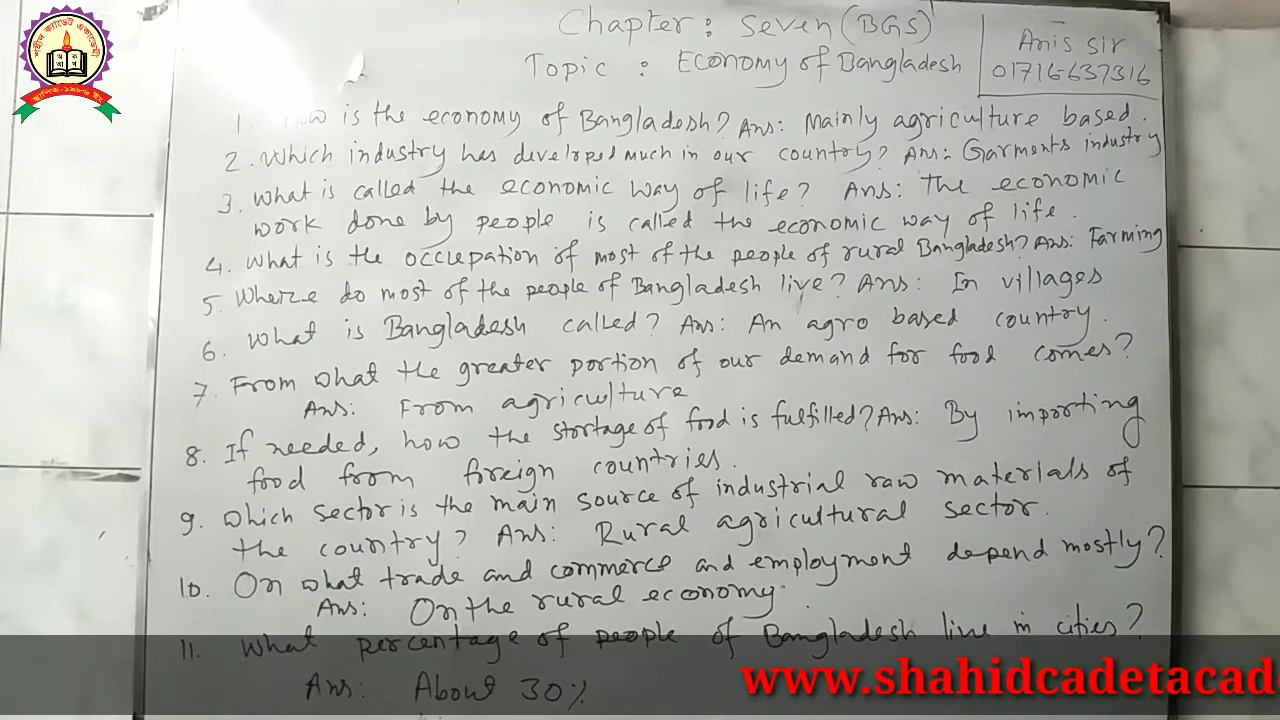 শহীদ ক্যাডেট একাডেমী
স্থাপিত-১৯৮৬ ইং
Chapter : Seven (BGS)
Topic : Economy of Bangladesh
Anis Sir
01716-637316
1. How is the economy of Bangladesh? Ans: Mainly agriculture based.
2. Which industry has developed much in our country? Ans: Garments industry
3. What is called the economic way of life? Ans: The economic
work done by people is called the economic way of life.
4. What is the occupation of most of the people of rural Bangladesh? Ans: Farming
5. Where do most of the people of Bangladesh live? Ans: In villages
6. What is Bangladesh called? Ans: An agro based country.
7. From what the greater portion of our demand for food comes?
Ans: From agriculture
8. If needed, how the stortage of food is fulfilled? Ans: By importing
food from foreign countries.
9. Which sector is the main source of industrial raw materials of
the country? Ans: Rural agricultural sector.
10. On what trade and commerce and employment depend mostly?
Ans: On the rural economy.
11. What percentage of people of Bangladesh live in cities?
Ans: About 30%
www.shahidcadetacad